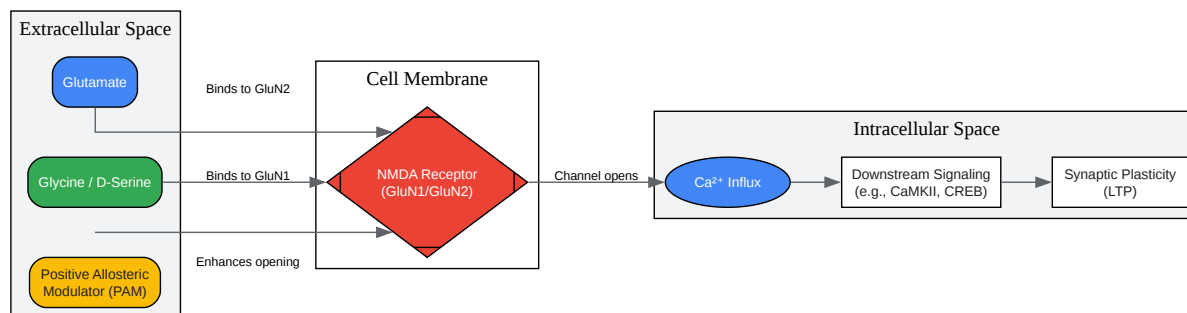 Extracellular Space
Glutamate
Glycine / D-Serine
Positive Allosteric
Modulator (PAM)
Binds to GluN2
Binds to GluN1
Enhances opening
Cell Membrane
NMDA Receptor
(GluN1/GluN2)
Channel opens
Intracellular Space
Ca²⁺ Influx
Downstream Signaling
(e.g., CaMKII, CREB)
Synaptic Plasticity
(LTP)